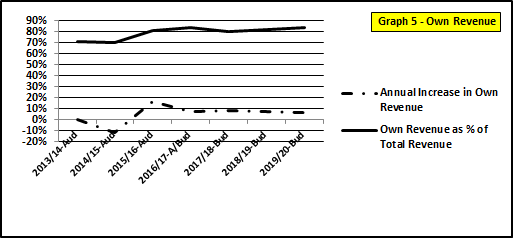 Graph 5 - Own Revenue
90%
80%
70%
60%
50%
40%
30%
20%
10%
0%
-10%
-20%
2013/14-Aud
2014/15-Aud
2015/16-Aud
2016/17-A/Bud
2017/18-Bud
2018/19-Bud
2019/20-Bud
Annual Increase in Own
Revenue
Own Revenue as % of
Total Revenue